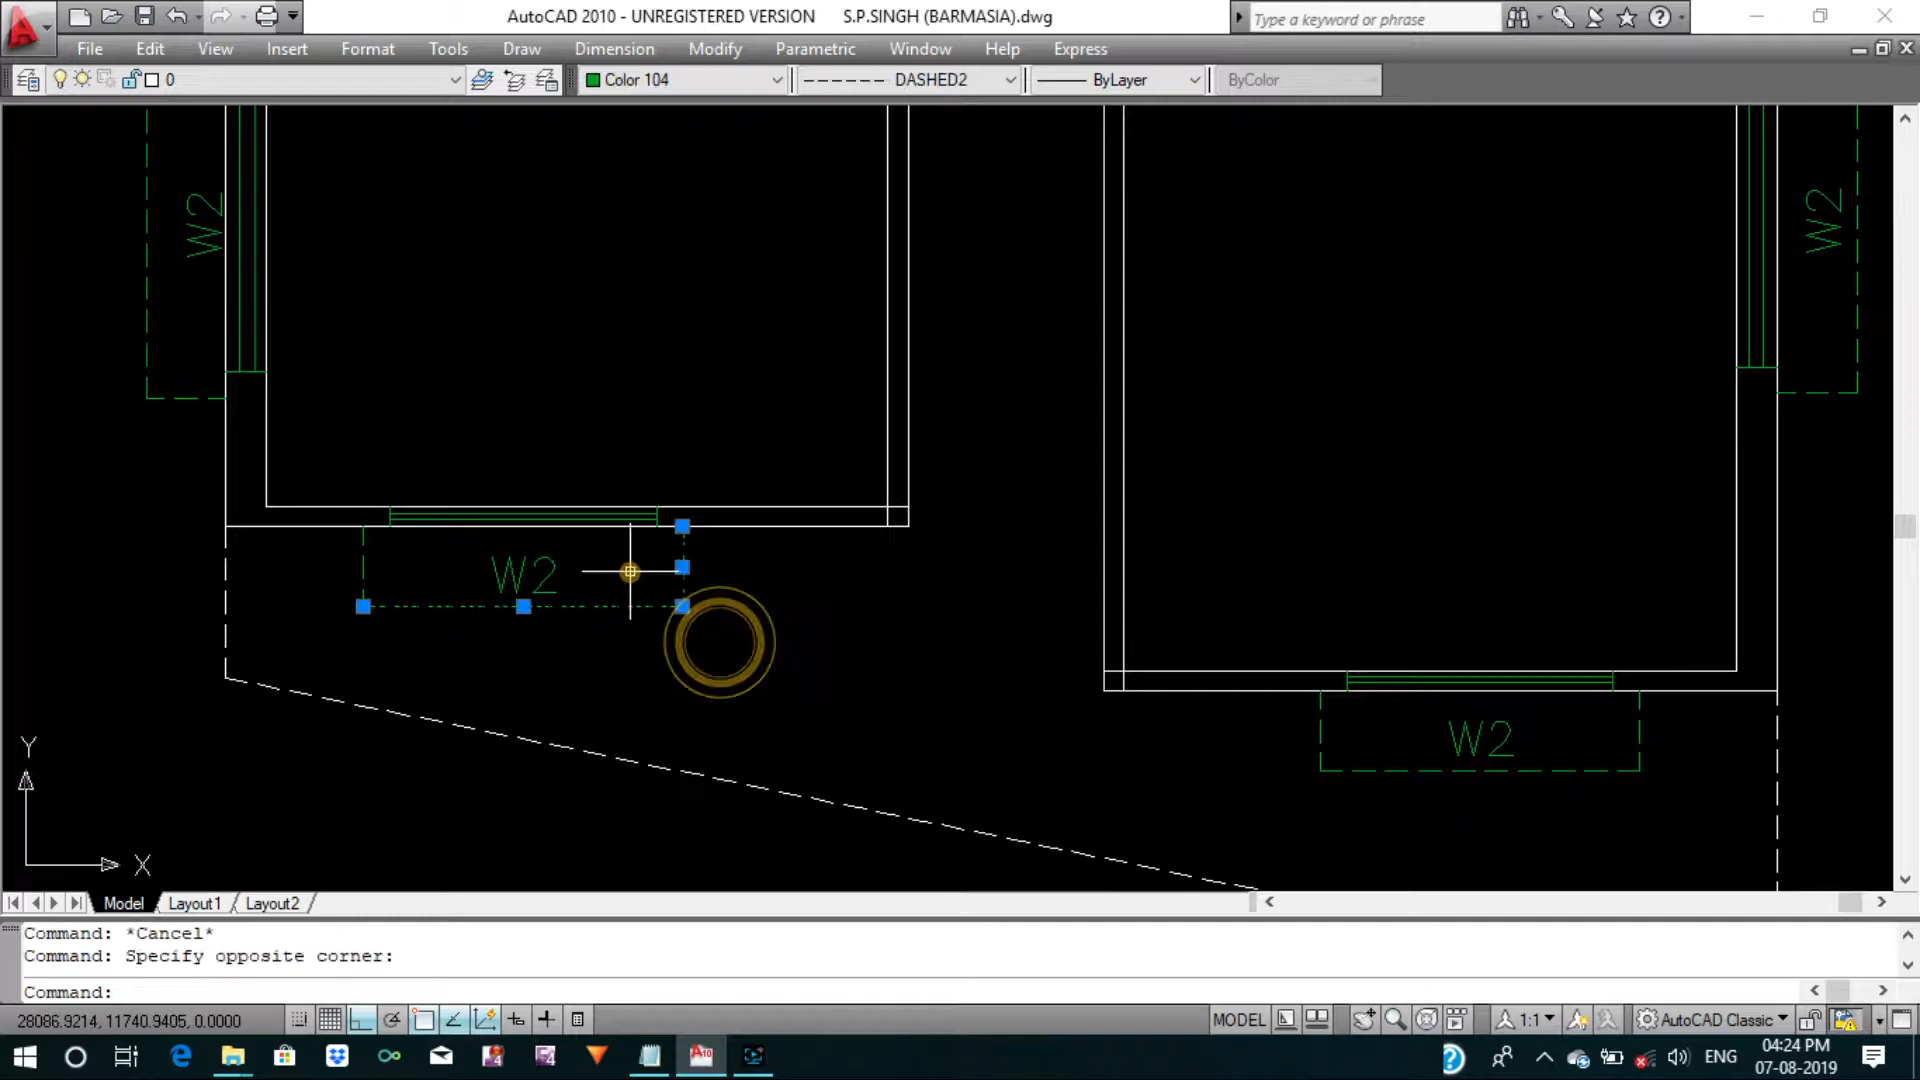 AutoCAD 2010 - UNREGISTERED VERSION S.P.SINGH (BARMASIA).dwg
Type a keyword or phrase
File Edit View Insert Format Tools Draw Dimension Modify Parametric Window Help Express
0 Color 104 DASHED2 ByLayer ByColor
W2
W2
W2
W2
Y
X
Model Layout1 Layout2
Command: *Cancel*
Command: Specify opposite corner:
Command:
28086.9214, 11740.9405, 0.0000 MODEL 1:1 AutoCAD Classic
ENG 04:24 PM
07-08-2019